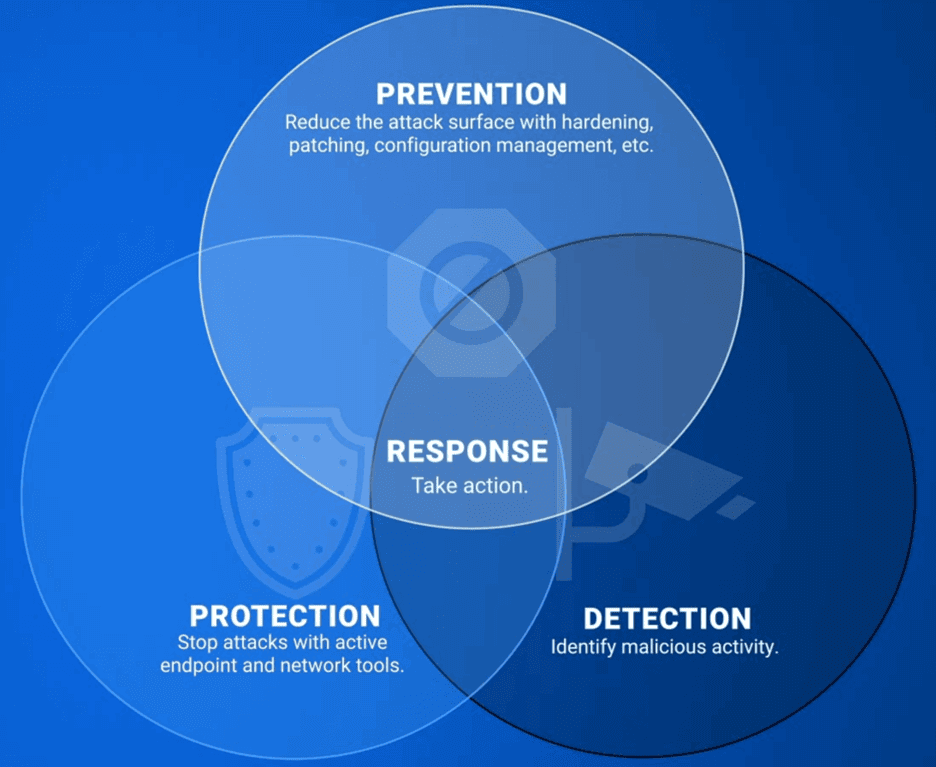 PREVENTION
Reduce the attack surface with hardening,
patching, configuration management, etc.
RESPONSE
Take action.
PROTECTION
Stop attacks with active
endpoint and network tools.
DETECTION
Identify malicious activity.